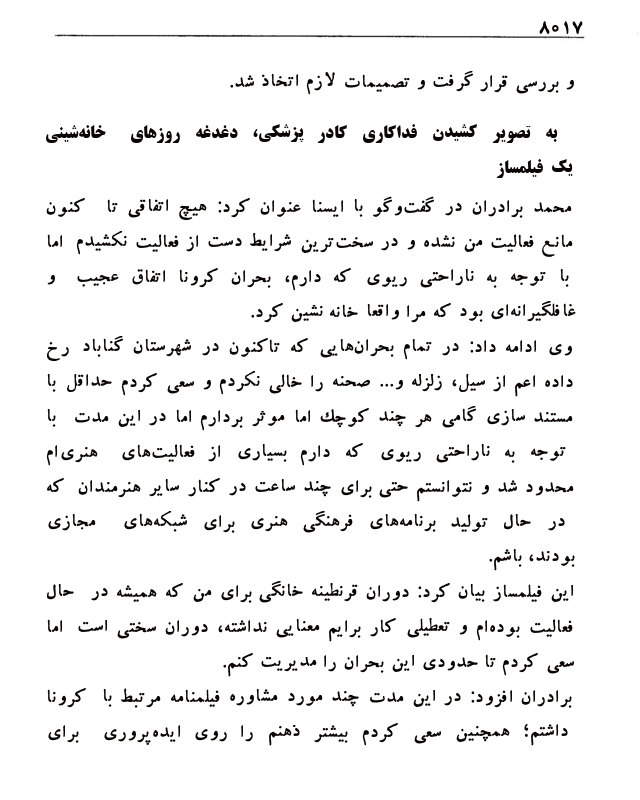 ۸۰۱۷
و بررسی قرار گرفت و تصمیمات لازم اتخاذ شد.
به تصویر کشیدن فداکاری کادر پزشکی، دغدغه روزهای خانه‌شینی
یک فیلمساز
محمد برادران در گفت‌وگو با ایسنا عنوان کرد: هیچ اتفاقی تا کنون
مانع فعالیت من نشده و در سخت‌ترین شرایط دست از فعالیت نکشیدم اما
با توجه به ناراحتی ریوی که دارم، بحران کرونا اتفاق عجیب و
غافلگیرانه‌ای بود که مرا واقعا خانه نشین کرد.
وی ادامه داد: در تمام بحران‌هایی که تاکنون در شهرستان گناباد رخ
داده اعم از سیل، زلزله و... صحنه را خالی نکردم و سعی کردم حداقل با
مستند سازی گامی هر چند کوچک اما موثر بردارم اما در این مدت با
توجه به ناراحتی ریوی که دارم بسیاری از فعالیت‌های هنری‌ام
محدود شد و نتوانستم حتی برای چند ساعت در کنار سایر هنرمندان که
در حال تولید برنامه‌های فرهنگی هنری برای شبکه‌های مجازی
بودند، باشم.
این فیلمساز بیان کرد: دوران قرنطینه خانگی برای من که همیشه در حال
فعالیت بوده‌ام و تعطیلی کار برایم معنایی نداشته، دوران سختی است اما
سعی کردم تا حدودی این بحران را مدیریت کنم.
برادران افزود: در این مدت چند مورد مشاوره فیلمنامه مرتبط با کرونا
داشتم؛ همچنین سعی کردم بیشتر ذهنم را روی ایده‌پروری برای